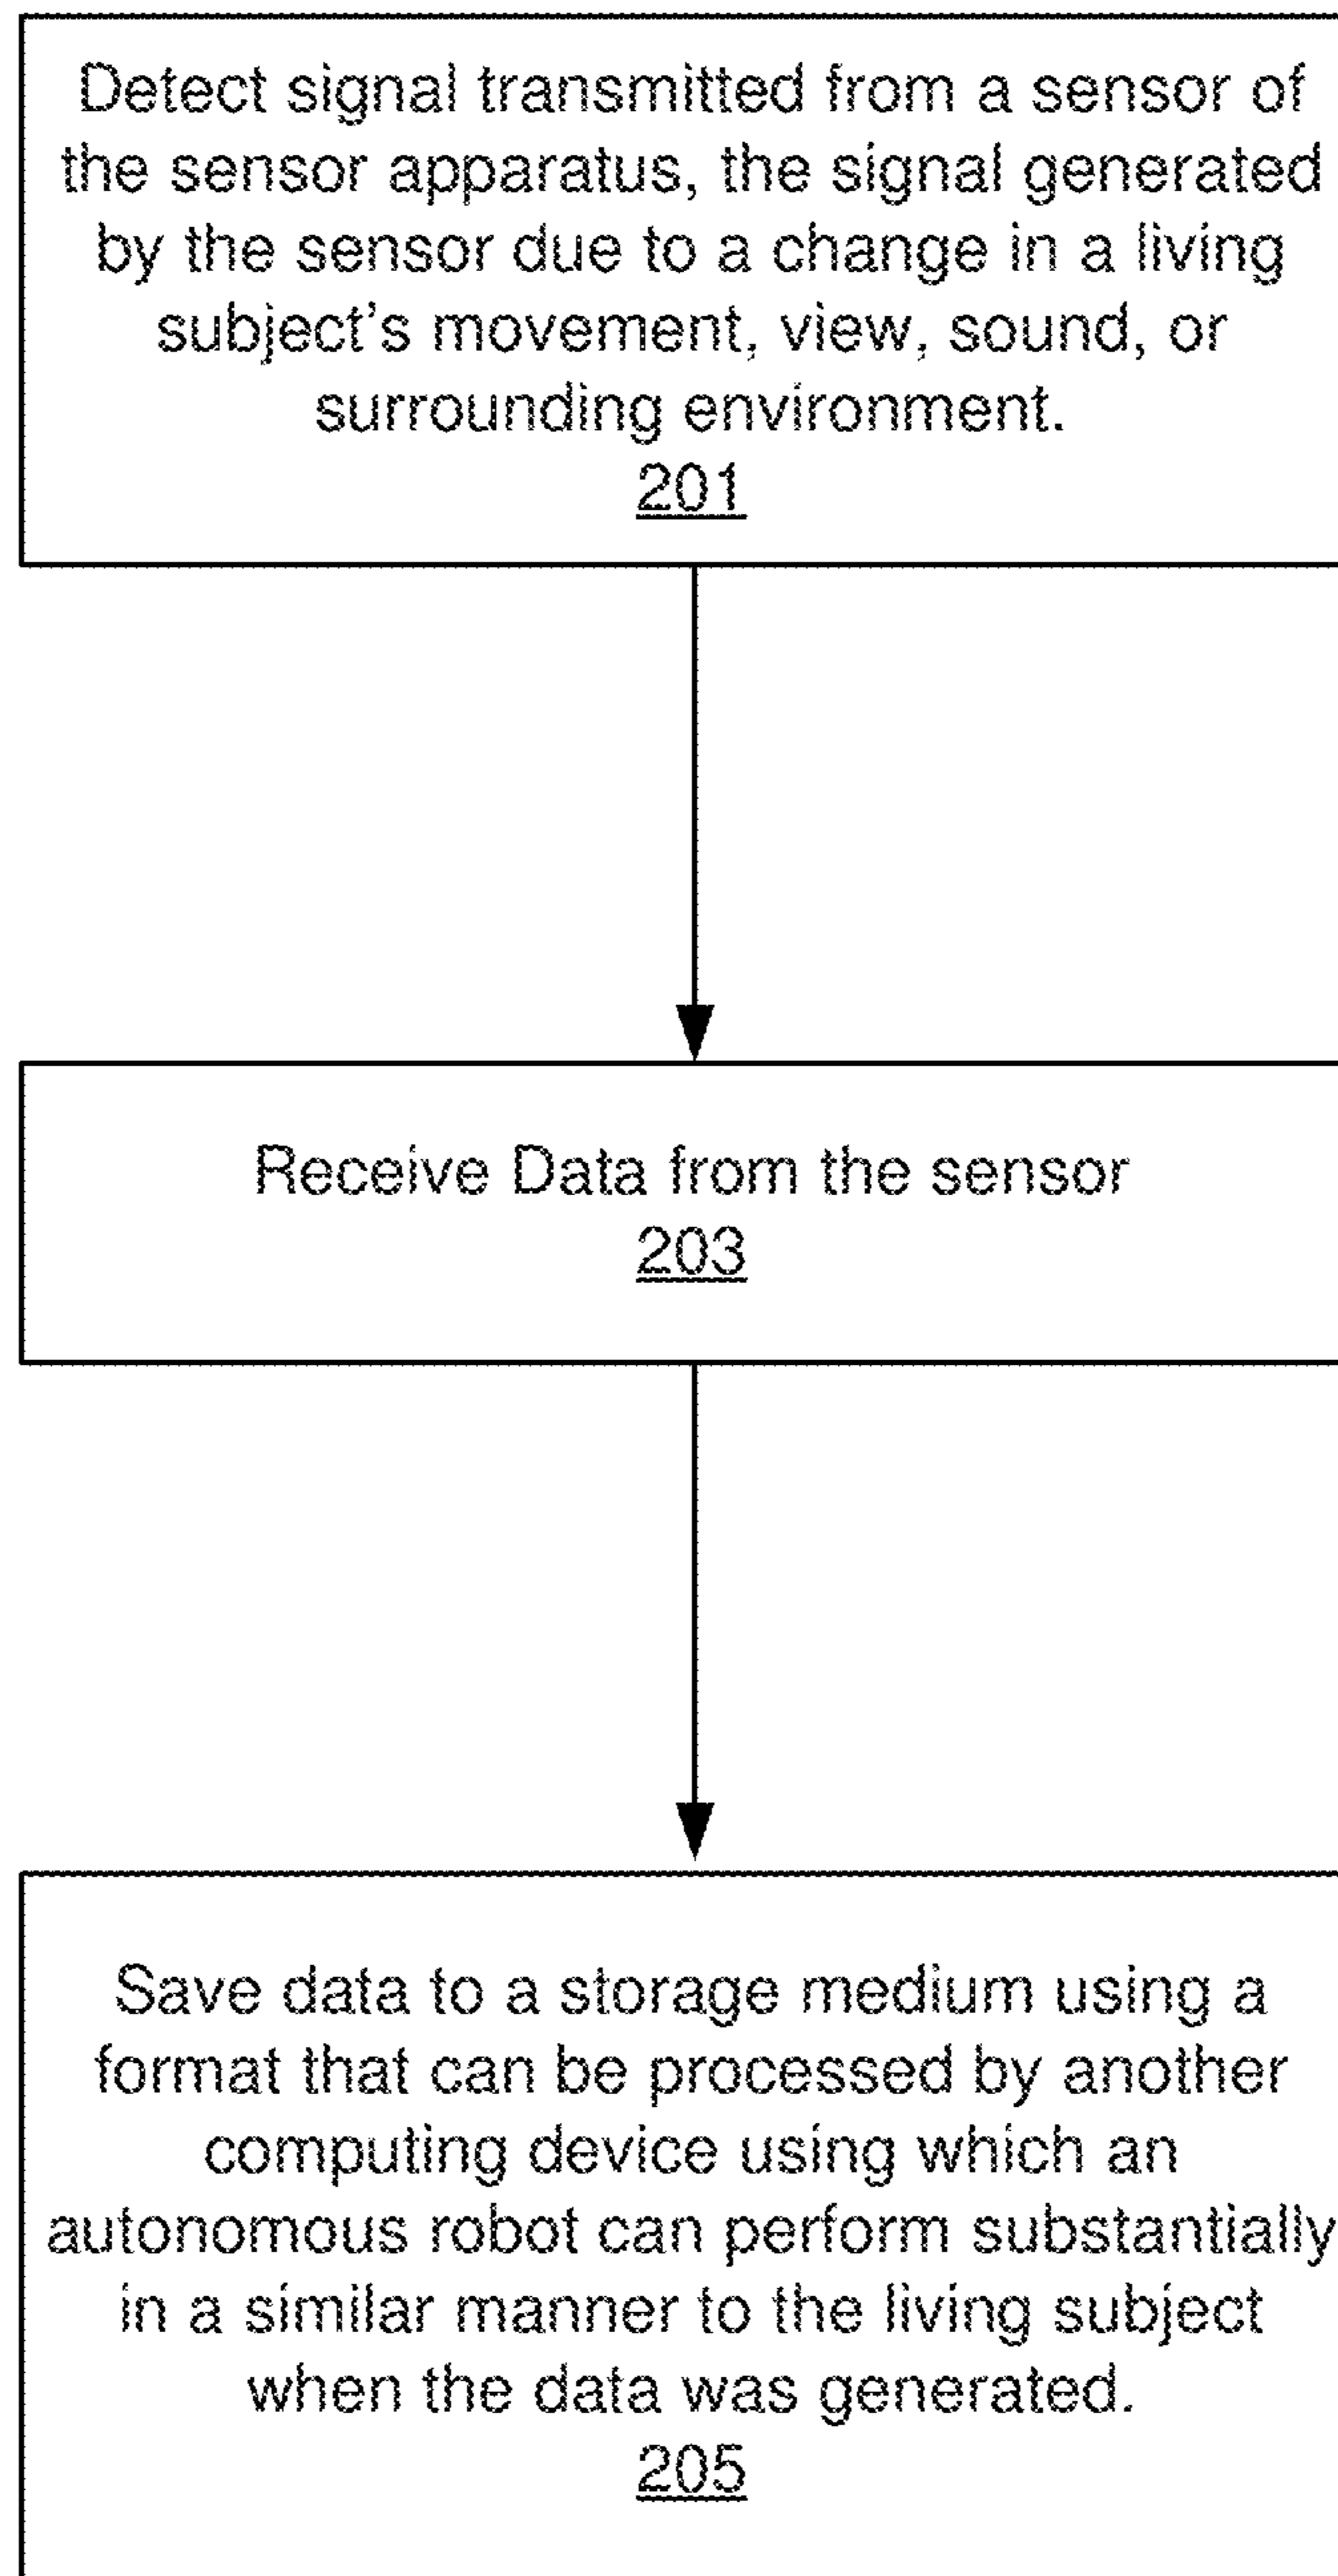 Detect signal transmitted from a sensor of
the sensor apparatus, the signal generated
by the sensor due to a change in a living
subject's movement, view, sound, or
surrounding environment.
201
Receive Data from the sensor
203
Save data to a storage medium using a
format that can be processed by another
computing device using which an
autonomous robot can perform substantially
in a similar manner to the living subject
when the data was generated.
205